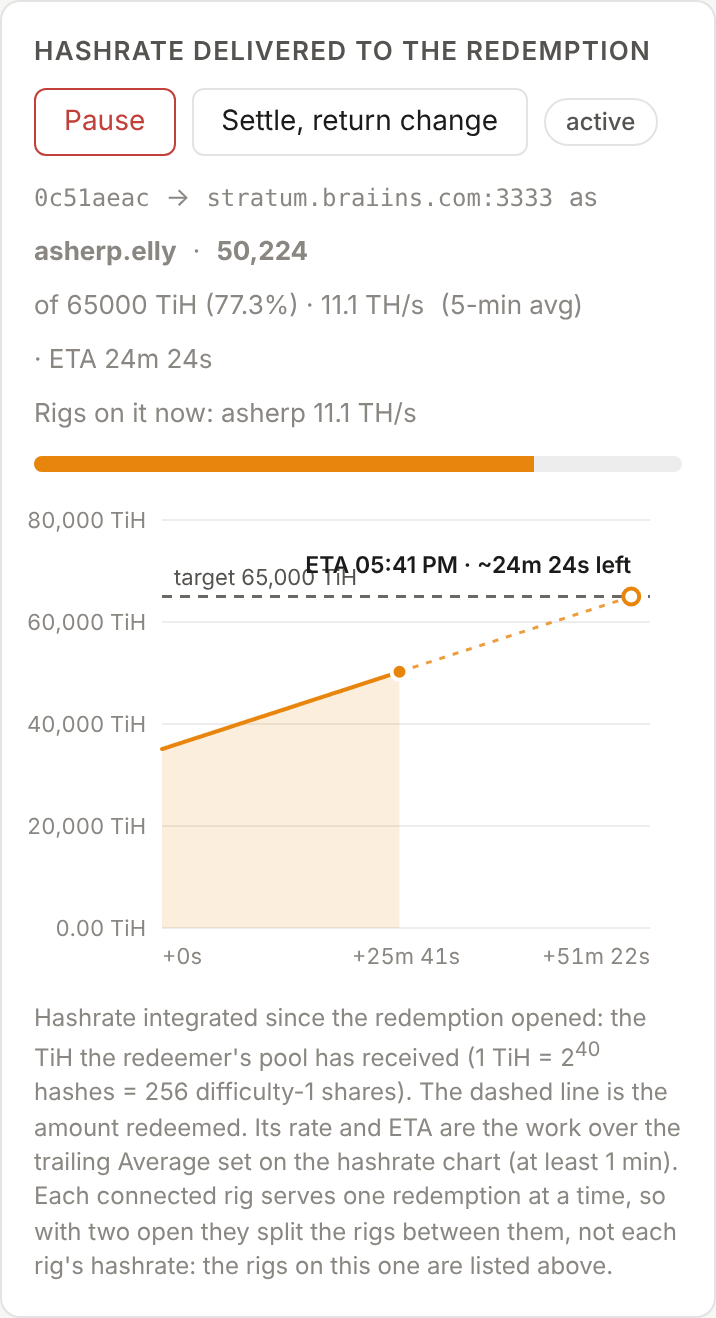 HASHRATE DELIVERED TO THE REDEMPTION
Pause
Settle, return change
active
0c51aeac → stratum.braiins.com:3333 as
asherp.elly · 50,224
of 65000 TiH (77.3%) · 11.1 TH/s (5-min avg)
· ETA 24m 24s
Rigs on it now: asherp 11.1 TH/s
80,000 TiH
ETA 05:41 PM · ~24m 24s left
target 65,000 TiH
60,000 TiH
40,000 TiH
20,000 TiH
0.00 TiH
+0s
+25m 41s
+51m 22s
Hashrate integrated since the redemption opened: the
TiH the redeemer's pool has received (1 TiH = 2⁴⁰
hashes = 256 difficulty-1 shares). The dashed line is the
amount redeemed. Its rate and ETA are the work over the
trailing Average set on the hashrate chart (at least 1 min).
Each connected rig serves one redemption at a time, so
with two open they split the rigs between them, not each
rig's hashrate: the rigs on this one are listed above.